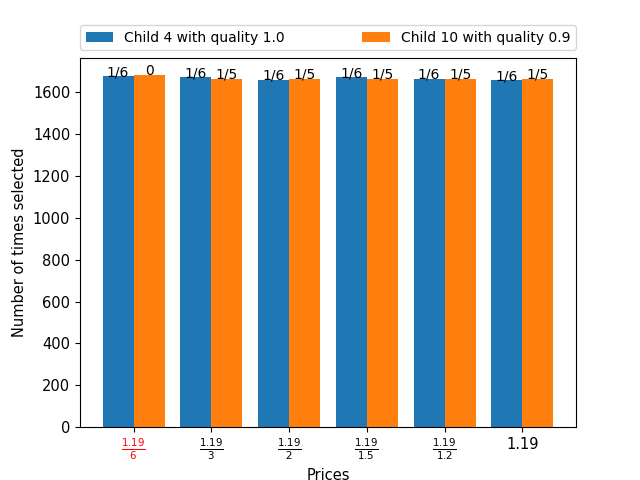 Child 4 with quality 1.0 Child 10 with quality 0.9
1/6 0 1/6 1/5 1/6 1/5 1/6 1/5 1/6 1/5 1/6 1/5
1600
1400
1200
1000
800
600
400
200
0
Number of times selected
1.19/6 1.19/3 1.19/2 1.19/1.5 1.19/1.2 1.19
Prices